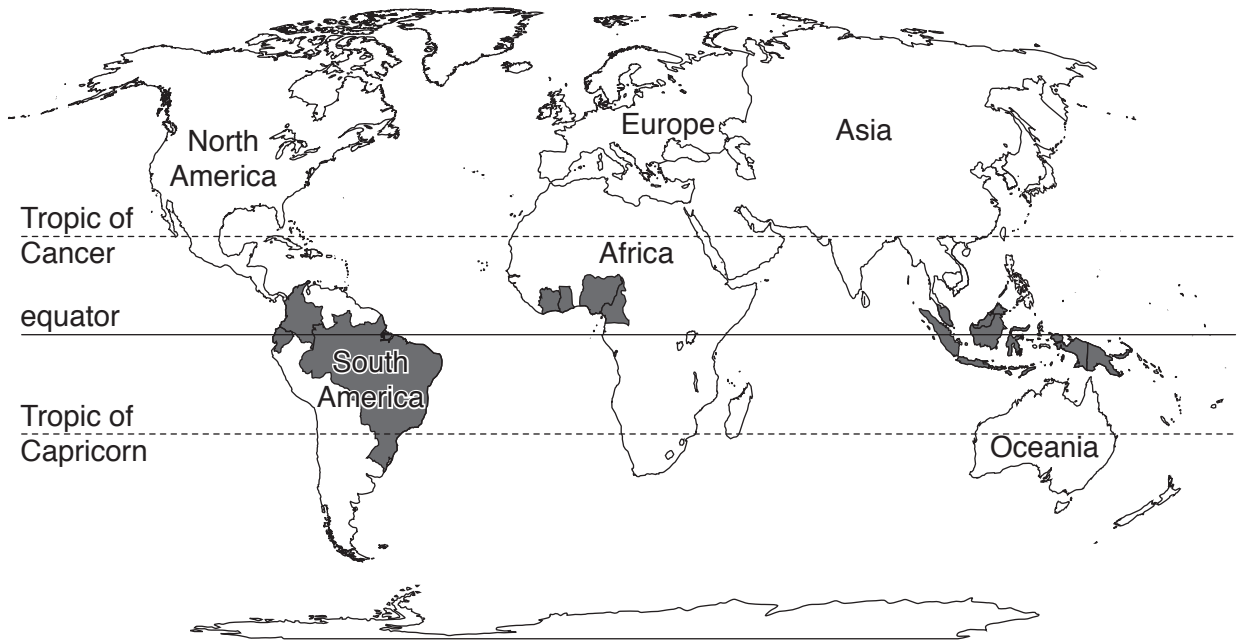 North
America
Europe
Asia
Tropic of
Cancer
Africa
equator
South
America
Tropic of
Capricorn
Oceania